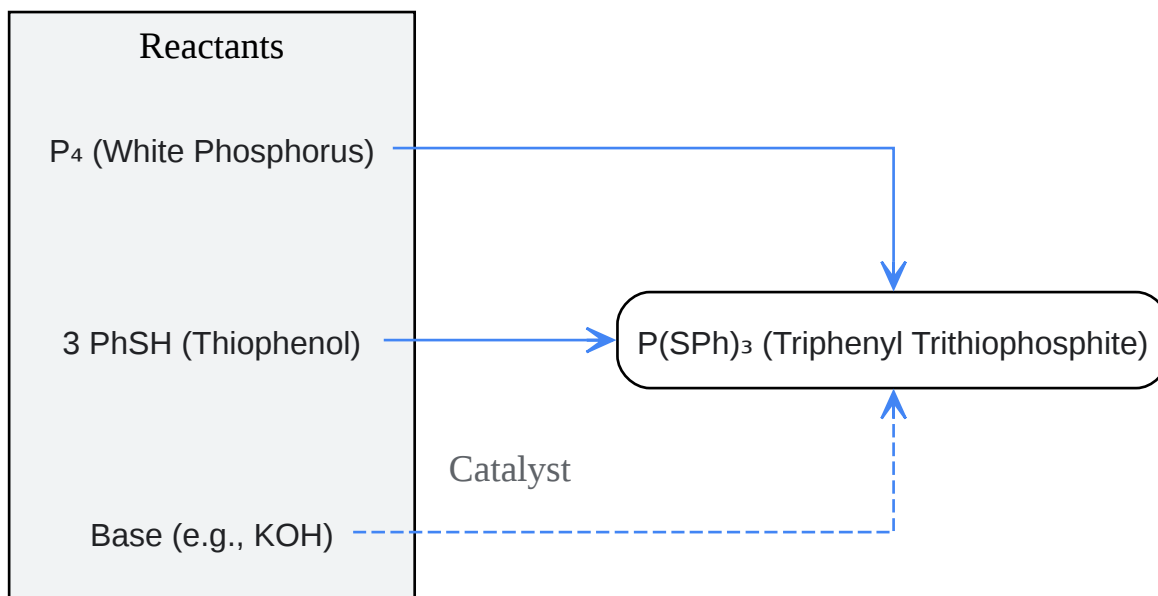 Reactants
P₄ (White Phosphorus)
3 PhSH (Thiophenol)
P(SPh)₃ (Triphenyl Trithiophosphite)
Catalyst
Base (e.g., KOH)